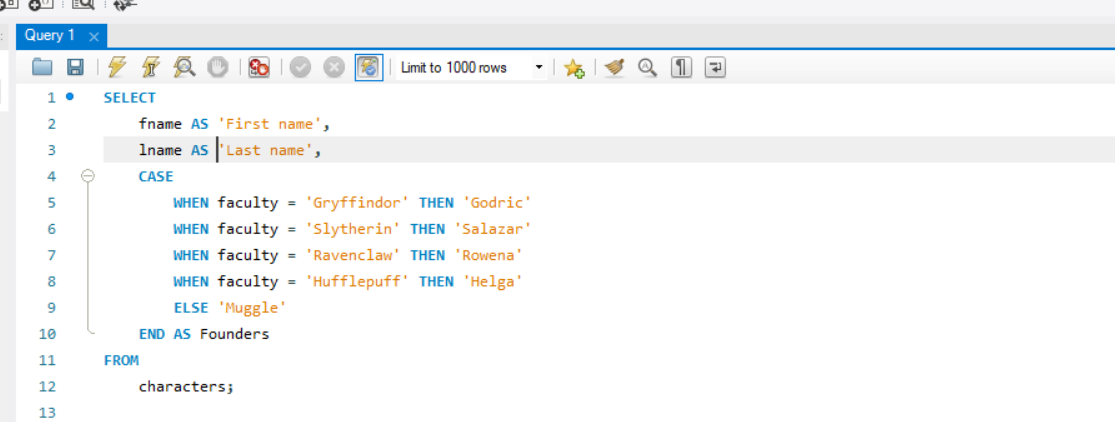 Query 1
Limit to 1000 rows
1 SELECT
2 fname AS 'First name',
3 lname AS 'Last name',
4 CASE
5 WHEN faculty = 'Gryffindor' THEN 'Godric'
6 WHEN faculty = 'Slytherin' THEN 'Salazar'
7 WHEN faculty = 'Ravenclaw' THEN 'Rowena'
8 WHEN faculty = 'Hufflepuff' THEN 'Helga'
9 ELSE 'Muggle'
10 END AS Founders
11 FROM
12 characters;
13